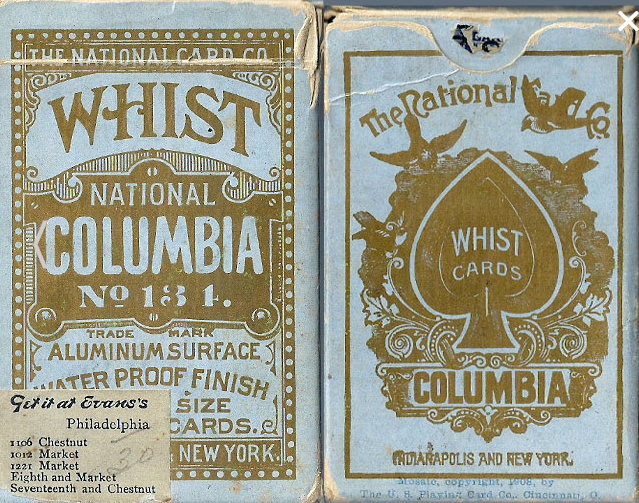 THE NATIONAL CARD CO.
WHIST
NATIONAL
COLUMBIA
No 134.
TRADE MARK
ALUMINUM SURFACE
WATER PROOF FINISH
SIZE
CARDS.
NEW YORK.
Get it at Evans's
Philadelphia
1106 Chestnut
1012 Market
1221 Market
Eighth and Market
Seventeenth and Chestnut
30
The National Card Co.
WHIST
CARDS
COLUMBIA
INDIANAPOLIS AND NEW YORK.
Mosaic, copyright, 1908, by
The U. S. Playing Card Co., Cincinnati, O.